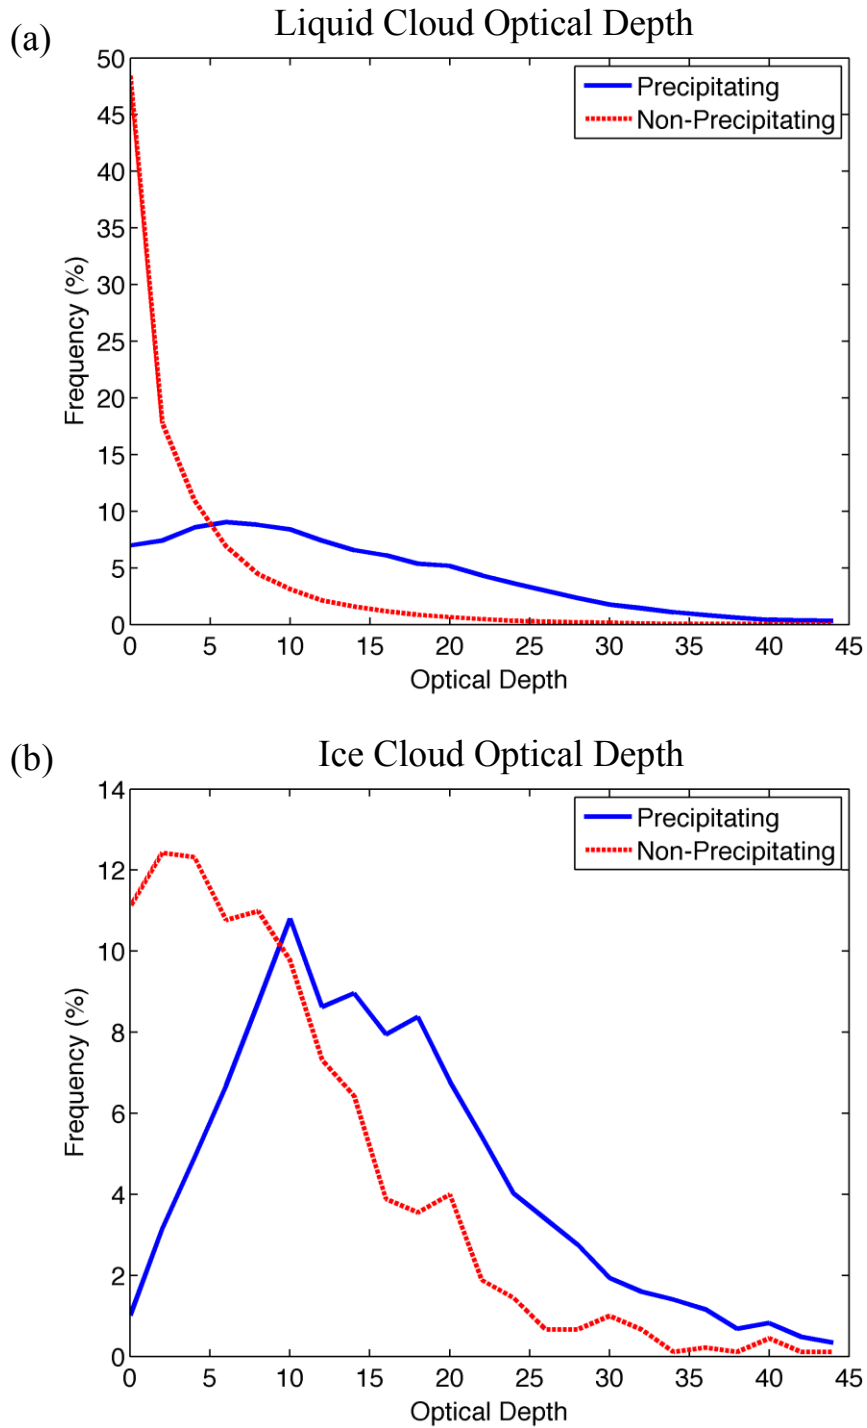 (a)
Liquid Cloud Optical Depth
50
45
40
35
30
25
20
15
10
5
0
Frequency (%)
Precipitating
Non-Precipitating
0 5 10 15 20 25 30 35 40 45
Optical Depth
(b)
Ice Cloud Optical Depth
14
12
10
8
6
4
2
0
Frequency (%)
Precipitating
Non-Precipitating
0 5 10 15 20 25 30 35 40 45
Optical Depth